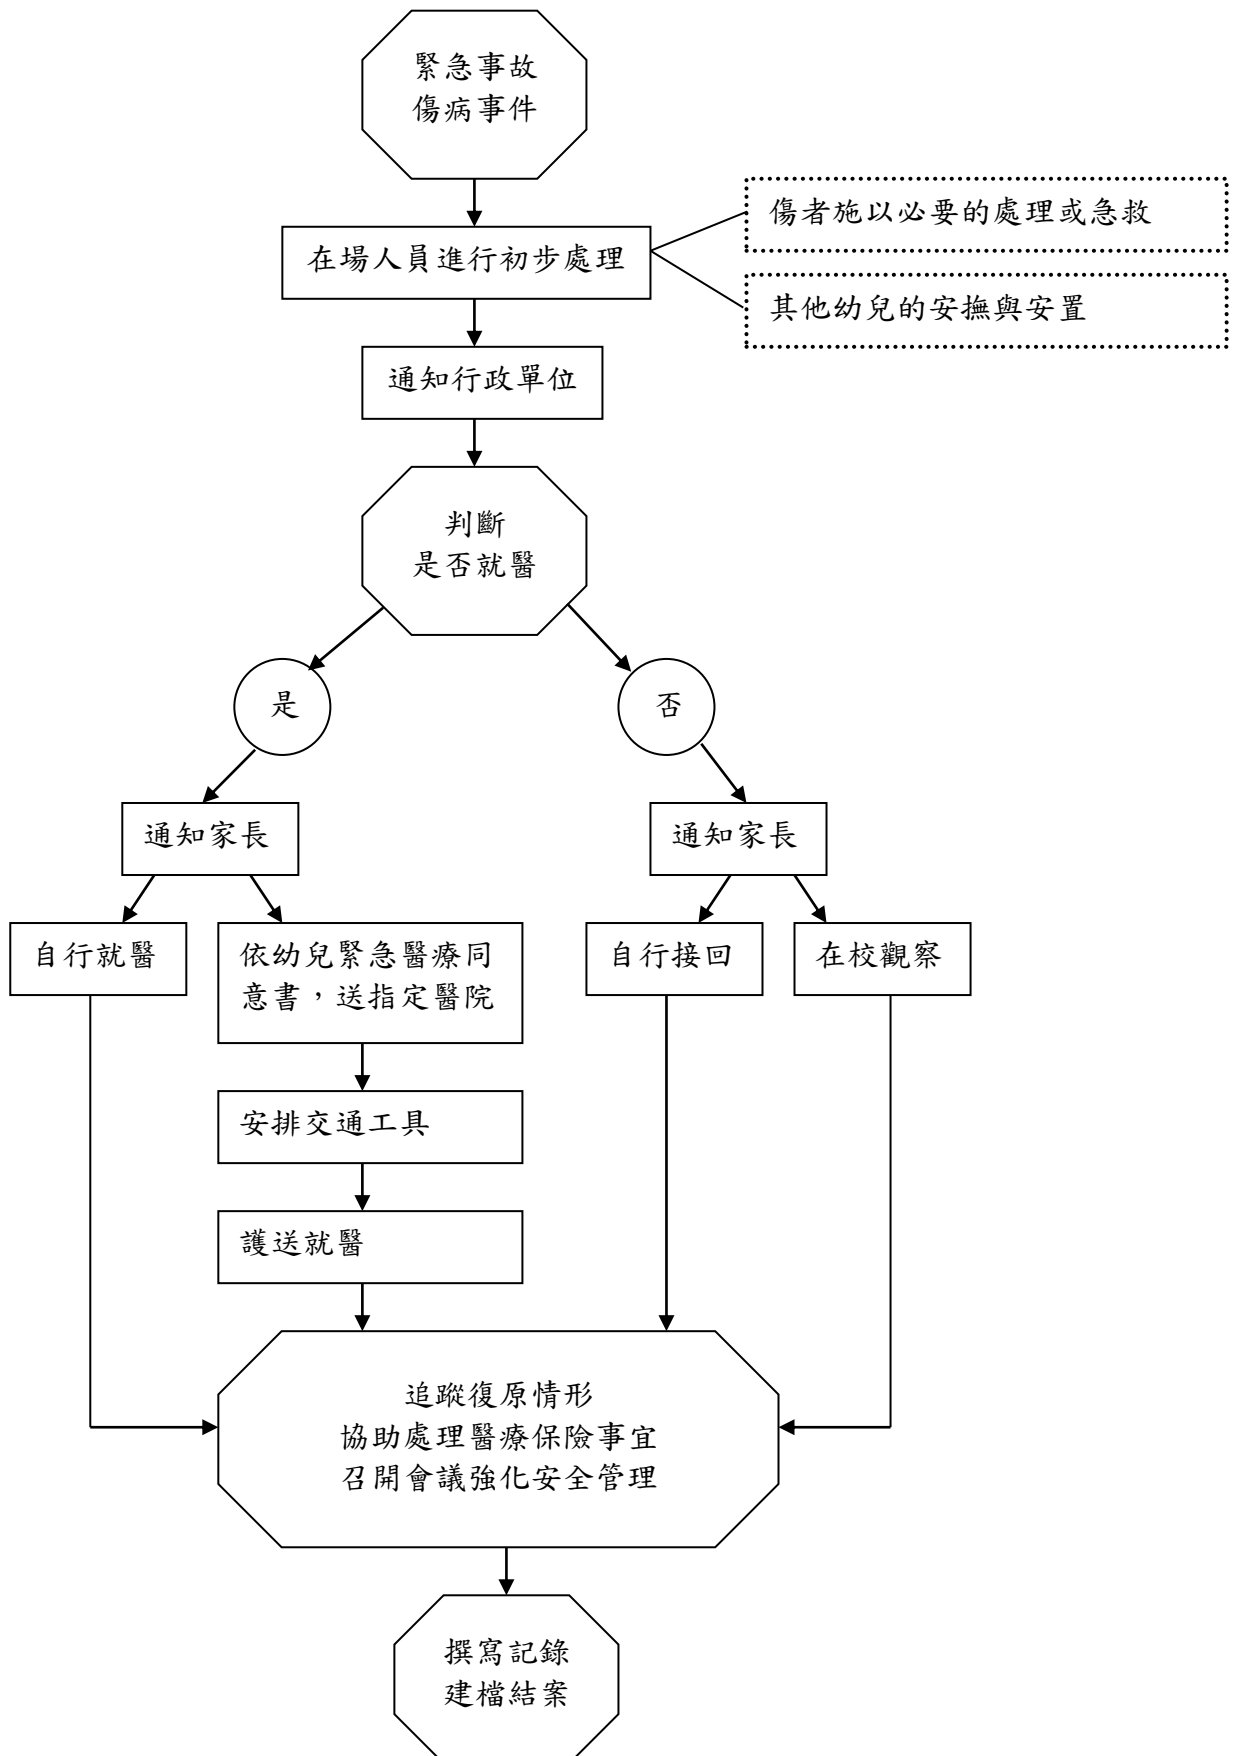 緊急事故
傷病事件
傷者施以必要的處理或急救
在場人員進行初步處理
其他幼兒的安撫與安置
通知行政單位
判斷
是否就醫
是
否
通知家長
通知家長
自行就醫
依幼兒緊急醫療同
意書，送指定醫院
自行接回
在校觀察
安排交通工具
護送就醫
追蹤復原情形
協助處理醫療保險事宜
召開會議強化安全管理
撰寫記錄
建檔結案